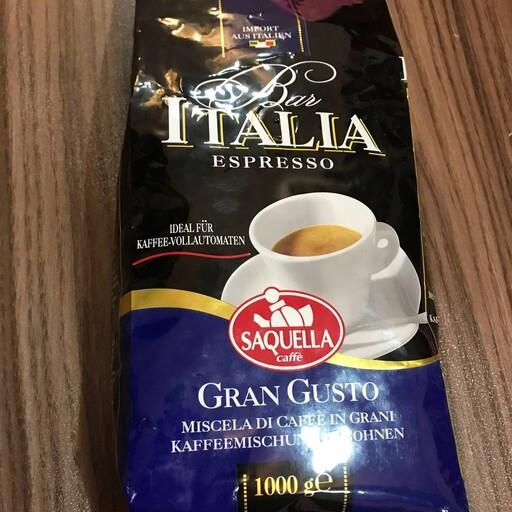 IMPORT
AUS ITALIEN
Bar
ITALIA
ESPRESSO
IDEAL FÜR
KAFFEE-VOLLAUTOMATEN
SAQUELLA
caffè
GRAN GUSTO
MISCELA DI CAFFÈ IN GRANI
KAFFEEMISCHUNG BOHNEN
1000 g℮